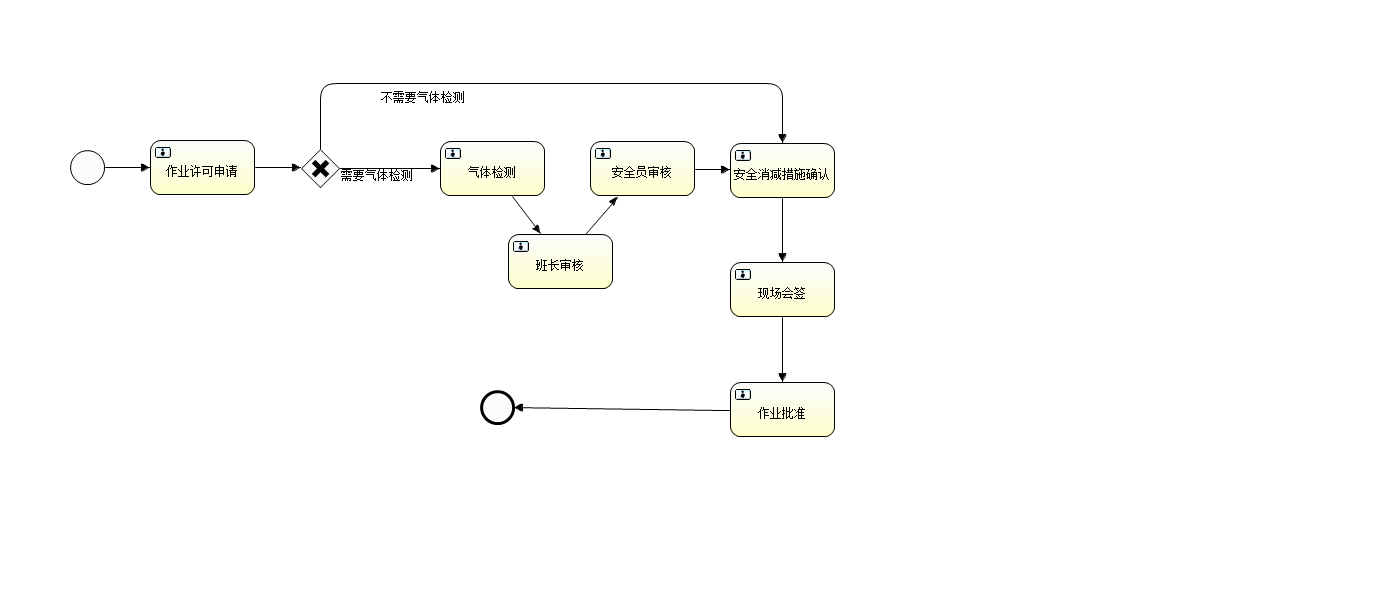 不需要气体检测
作业许可申请
需要气体检测
气体检测
安全员审核
安全消减措施确认
班长审核
现场会签
作业批准